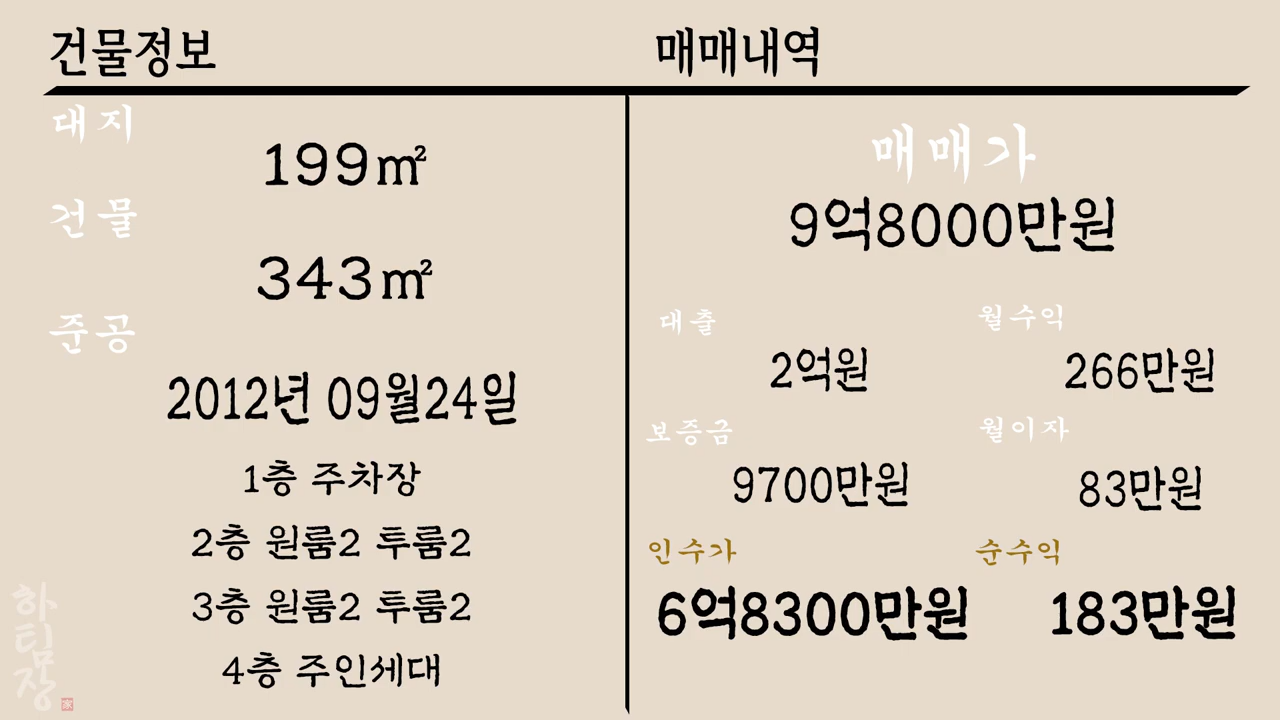 건물정보
대지
199㎡
건물
343㎡
준공
2012년 09월24일
1층 주차장
2층 원룸2 투룸2
3층 원룸2 투룸2
4층 주인세대
하팀장
매매내역
매매가
9억8000만원
대출
2억원
월수익
266만원
보증금
9700만원
월이자
83만원
인수가
6억8300만원
순수익
183만원